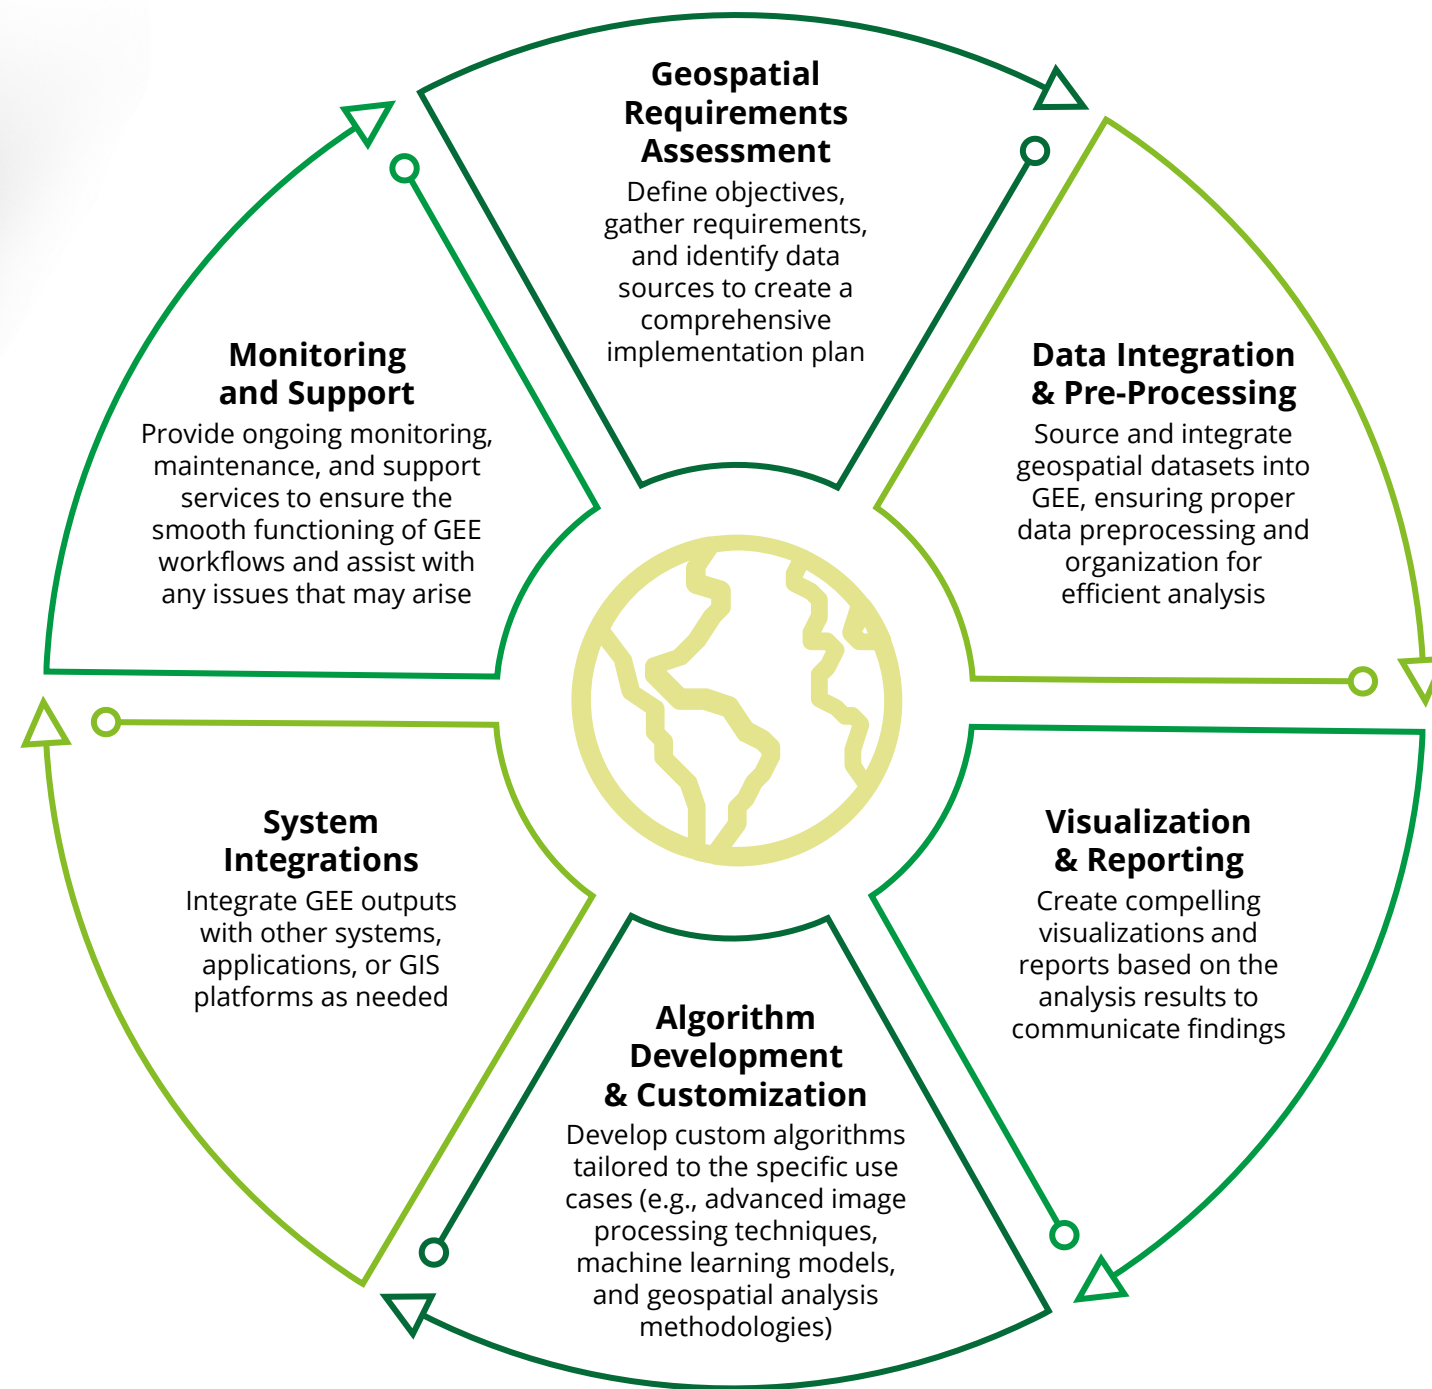 Geospatial
Requirements
Assessment
Define objectives,
gather requirements,
and identify data
sources to create a
comprehensive
implementation plan
Data Integration
& Pre-Processing
Source and integrate
geospatial datasets into
GEE, ensuring proper
data preprocessing and
organization for
efficient analysis
Visualization
& Reporting
Create compelling
visualizations and
reports based on the
analysis results to
communicate findings
Algorithm
Development
& Customization
Develop custom algorithms
tailored to the specific use
cases (e.g., advanced image
processing techniques,
machine learning models,
and geospatial analysis
methodologies)
System
Integrations
Integrate GEE outputs
with other systems,
applications, or GIS
platforms as needed
Monitoring
and Support
Provide ongoing monitoring,
maintenance, and support
services to ensure the
smooth functioning of GEE
workflows and assist with
any issues that may arise